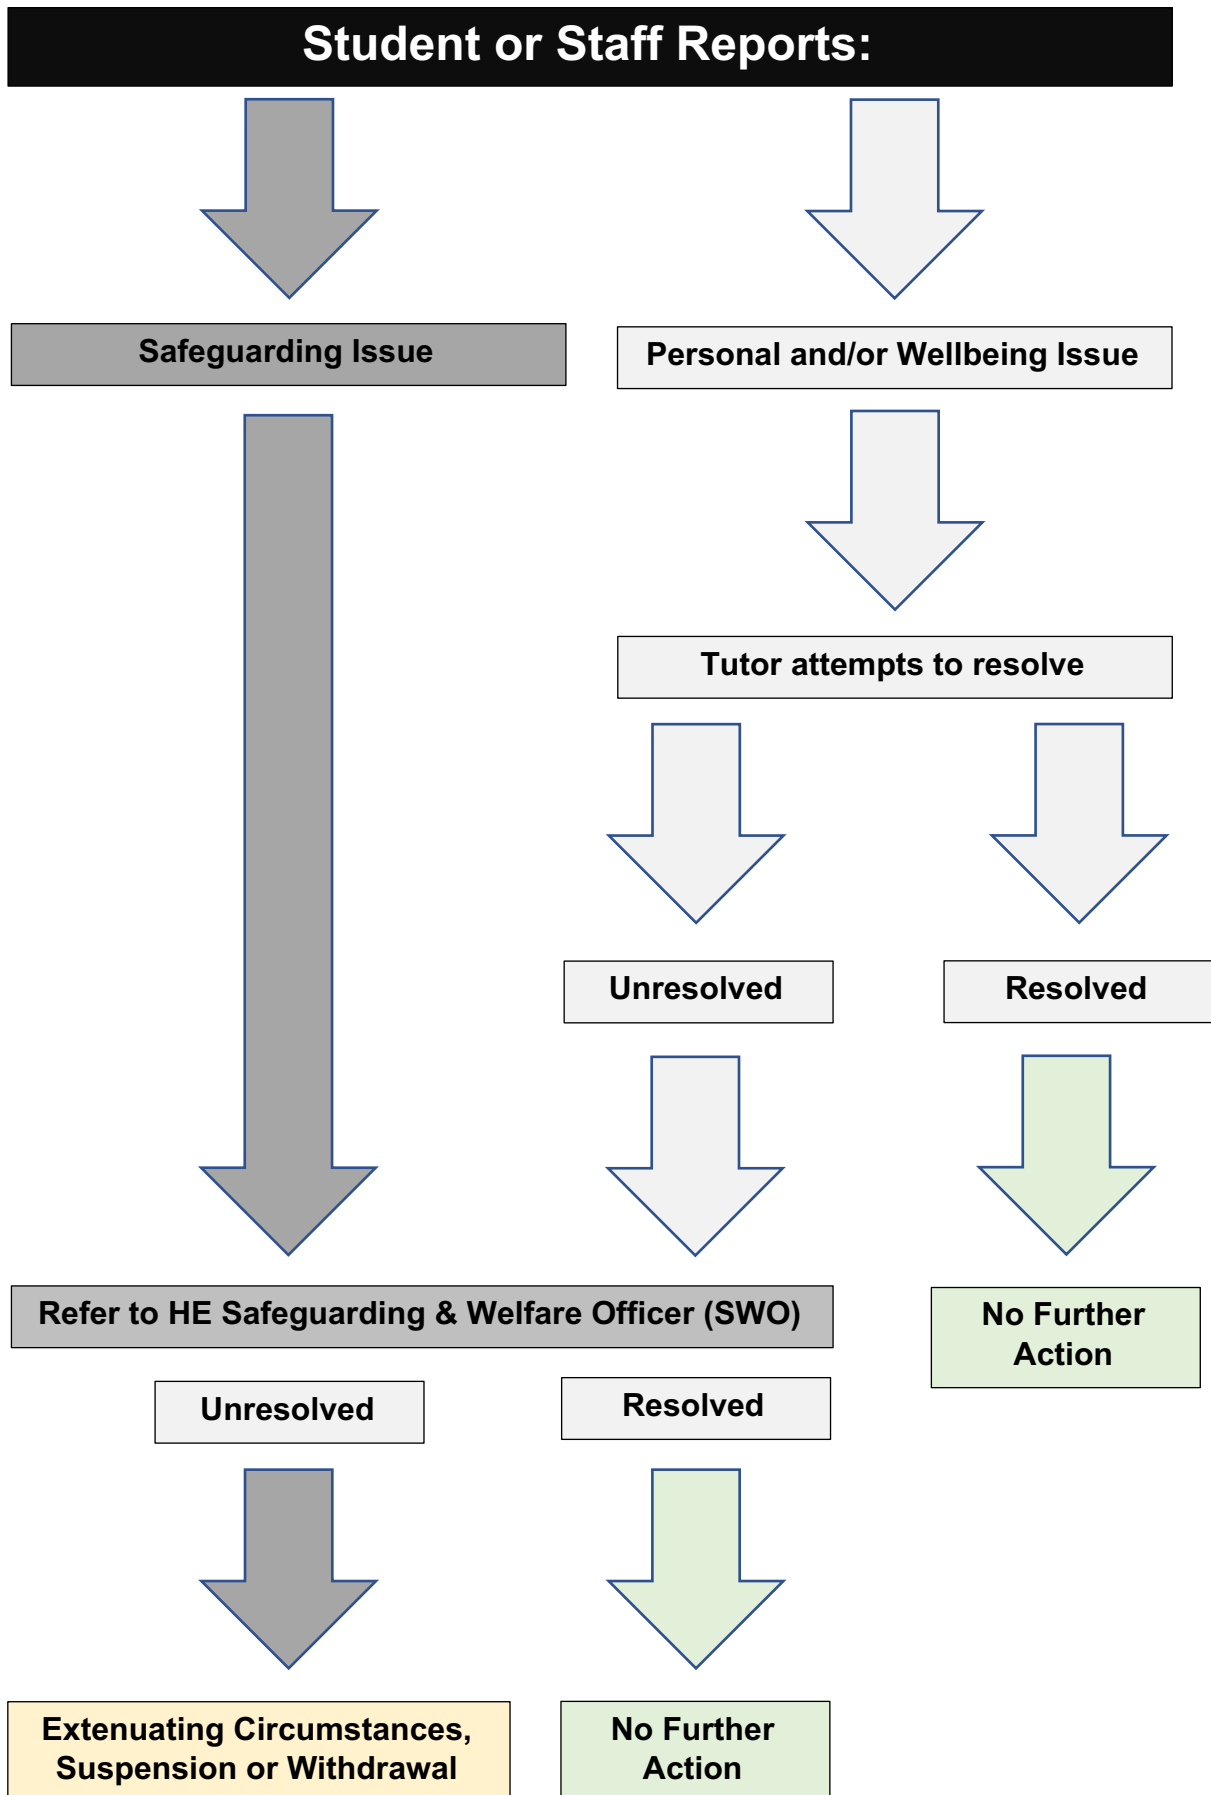 Student or Staff Reports:
Safeguarding Issue
Personal and/or Wellbeing Issue
Tutor attempts to resolve
Unresolved
Resolved
Refer to HE Safeguarding & Welfare Officer (SWO)
No Further
Action
Unresolved
Resolved
Extenuating Circumstances,
Suspension or Withdrawal
No Further
Action